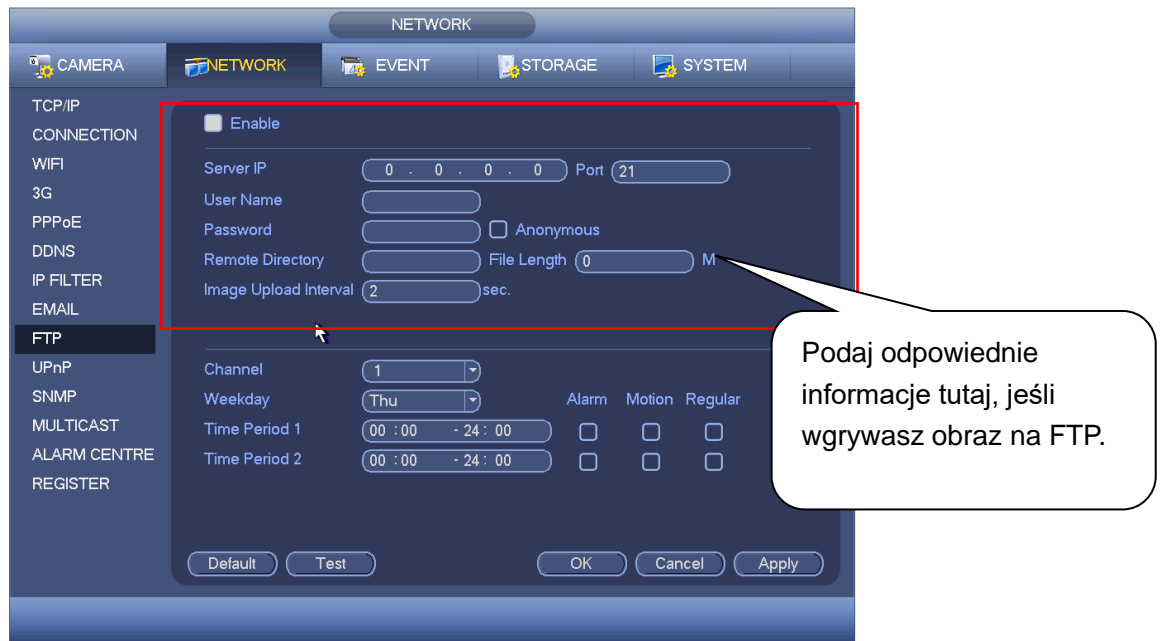 NETWORK
CAMERA NETWORK EVENT STORAGE SYSTEM
TCP/IP
CONNECTION
WIFI
3G
PPPoE
DDNS
IP FILTER
EMAIL
FTP
UPnP
SNMP
MULTICAST
ALARM CENTRE
REGISTER
Enable
Server IP 0 . 0 . 0 . 0 Port 21
User Name
Password Anonymous
Remote Directory File Length 0 M
Image Upload Interval 2 sec.
Channel 1
Weekday Thu Alarm Motion Regular
Time Period 1 00 :00 - 24 : 00
Time Period 2 00 :00 - 24 : 00
Default Test OK Cancel Apply
Podaj odpowiednie
informacje tutaj, jeśli
wgrywasz obraz na FTP.